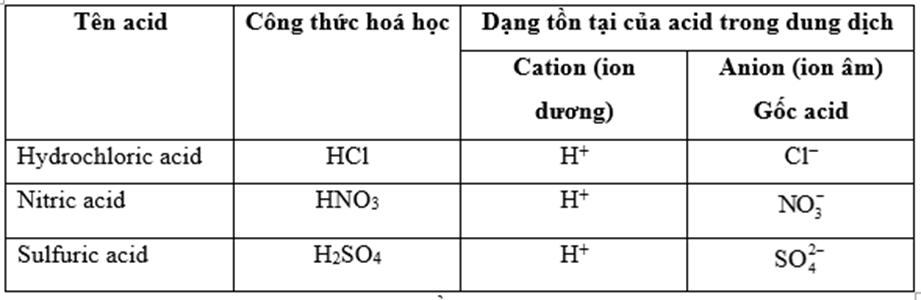 Tên acid Công thức hoá học Dạng tồn tại của acid trong dung dịch
Cation (ion Anion (ion âm)
dương) Gốc acid
Hydrochloric acid HCl H⁺ Cl⁻
Nitric acid HNO₃ H⁺ NO₃⁻
Sulfuric acid H₂SO₄ H⁺ SO₄²⁻